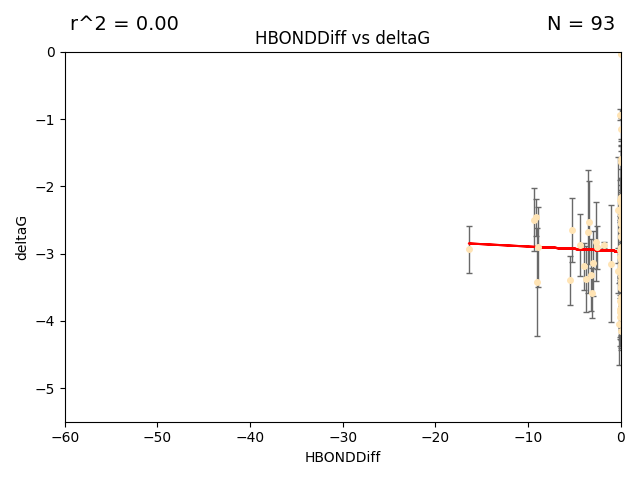 r^2 = 0.00
N = 93
HBONDDiff vs deltaG
0
−1
−2
−3
−4
−5
deltaG
−60
−50
−40
−30
−20
−10
0
HBONDDiff